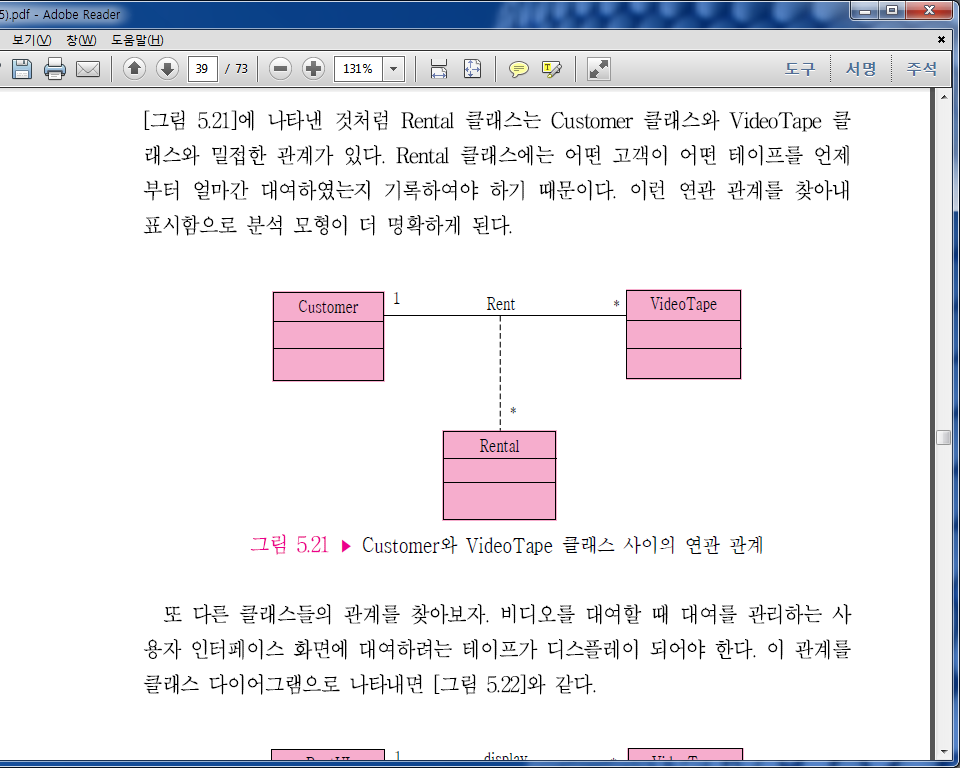 5).pdf - Adobe Reader
보기(V) 창(W) 도움말(H)
39 / 73 131% 도구 서명 주석
[그림 5.21]에 나타낸 것처럼 Rental 클래스는 Customer 클래스와 VideoTape 클
래스와 밀접한 관계가 있다. Rental 클래스에는 어떤 고객이 어떤 테이프를 언제
부터 얼마간 대여하였는지 기록하여야 하기 때문이다. 이런 연관 관계를 찾아내
표시함으로 분석 모형이 더 명확하게 된다.
Customer 1 Rent * VideoTape
*
Rental
그림 5.21 ▶ Customer와 VideoTape 클래스 사이의 연관 관계
또 다른 클래스들의 관계를 찾아보자. 비디오를 대여할 때 대여를 관리하는 사
용자 인터페이스 화면에 대여하려는 테이프가 디스플레이 되어야 한다. 이 관계를
클래스 다이어그램으로 나타내면 [그림 5.22]와 같다.
RentUI 1 display * VideoTape